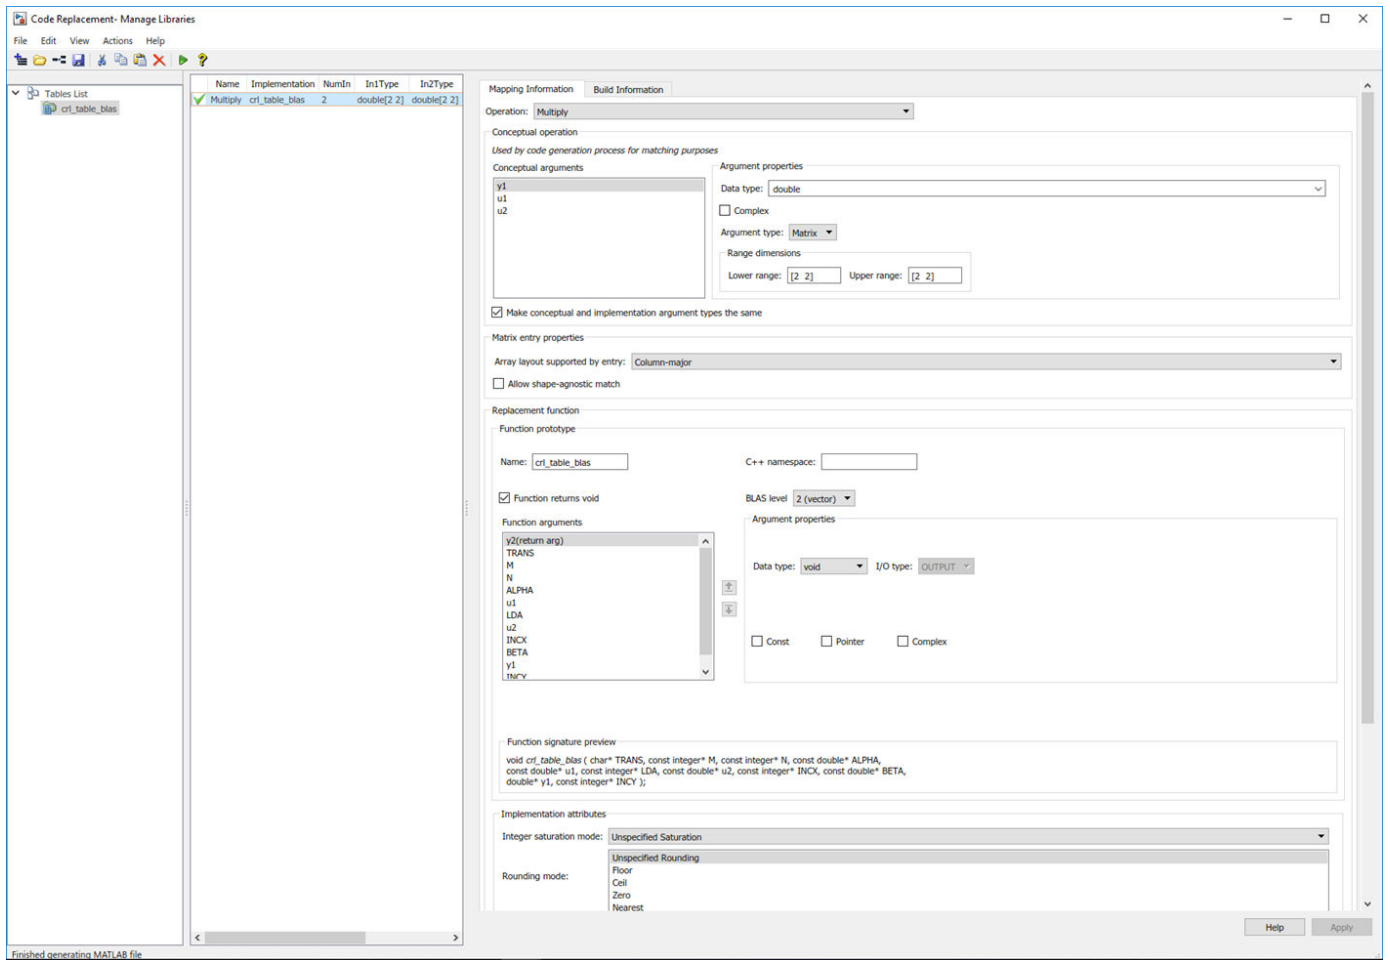 Code Replacement- Manage Libraries
File Edit View Actions Help
Tables List
crl_table_blas
Name Implementation NumIn In1Type In2Type
Multiply crl_table_blas 2 double[2 2] double[2 2]
Mapping Information Build Information
Operation: Multiply
Conceptual operation
Used by code generation process for matching purposes
Conceptual arguments
y1
u1
u2
Argument properties
Data type: double
Complex
Argument type: Matrix
Range dimensions
Lower range: [2 2] Upper range: [2 2]
Make conceptual and implementation argument types the same
Matrix entry properties
Array layout supported by entry: Column-major
Allow shape-agnostic match
Replacement function
Function prototype
Name: crl_table_blas C++ namespace:
Function returns void BLAS level 2 (vector)
Function arguments
y2(return arg)
TRANS
M
N
ALPHA
u1
LDA
u2
INCX
BETA
y1
INCY
Argument properties
Data type: void I/O type: OUTPUT
Const Pointer Complex
Function signature preview
void crl_table_blas ( char* TRANS, const integer* M, const integer* N, const double* ALPHA,
const double* u1, const integer* LDA, const double* u2, const integer* INCX, const double* BETA,
double* y1, const integer* INCY );
Implementation attributes
Integer saturation mode: Unspecified Saturation
Rounding mode:
Unspecified Rounding
Floor
Ceil
Zero
Nearest
Help Apply
Finished generating MATLAB file